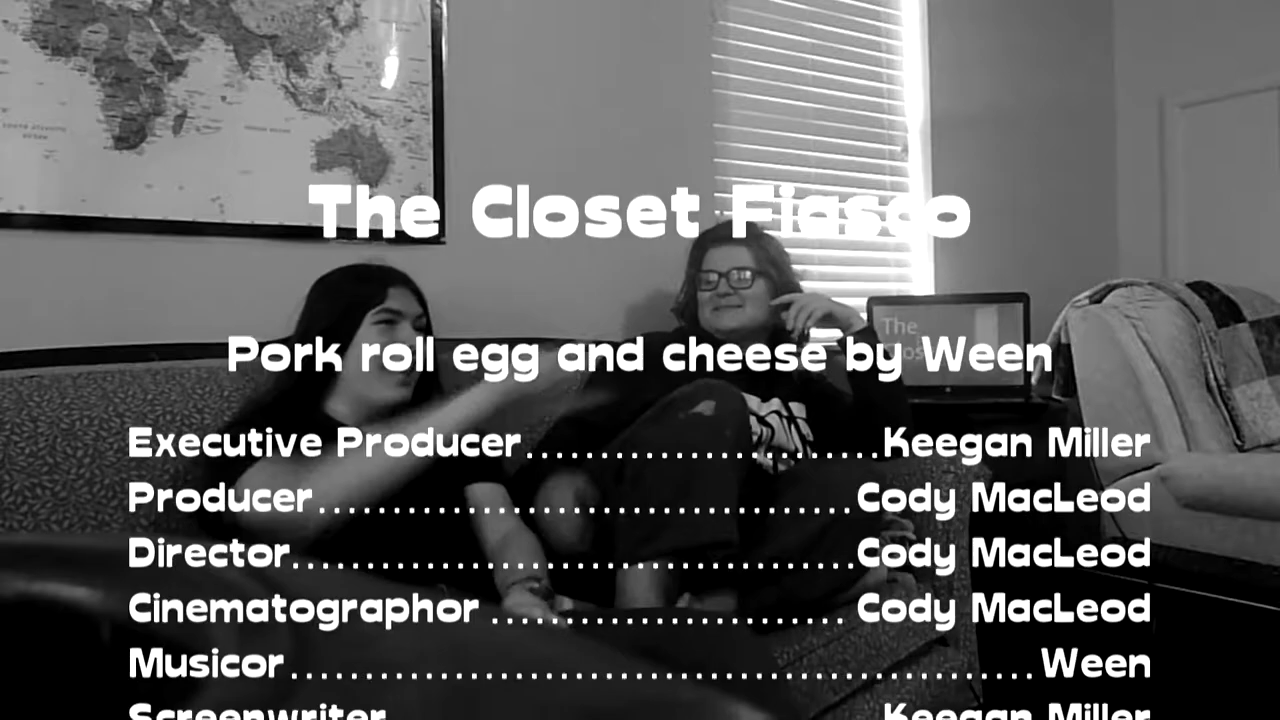 The Closet Fiasco
Pork roll egg and cheese by Ween
Executive Producer........................Keegan Miller
Producer....................................Cody MacLeod
Director......................................Cody MacLeod
Cinematographor ........................ Cody MacLeod
Musicor..................................................Ween
Screenwriter
Keegan Miller
The